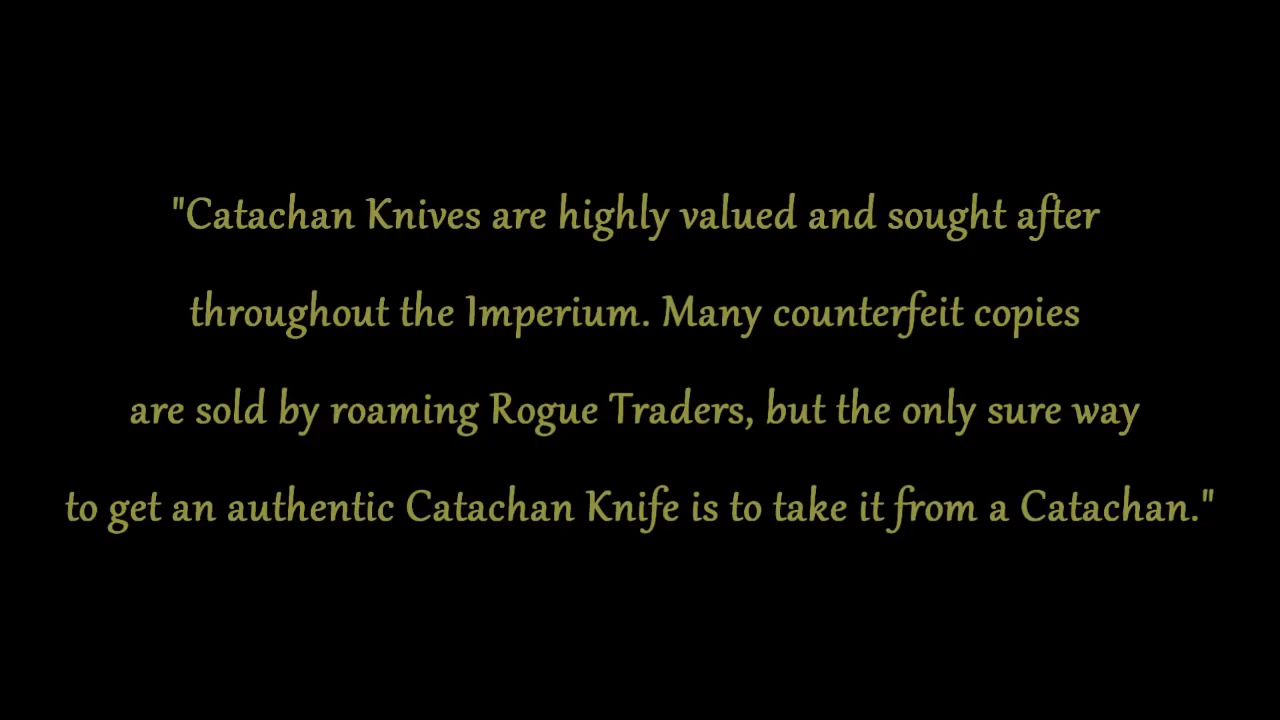 "Catachan Knives are highly valued and sought after
throughout the Imperium. Many counterfeit copies
are sold by roaming Rogue Traders, but the only sure way
to get an authentic Catachan Knife is to take it from a Catachan."